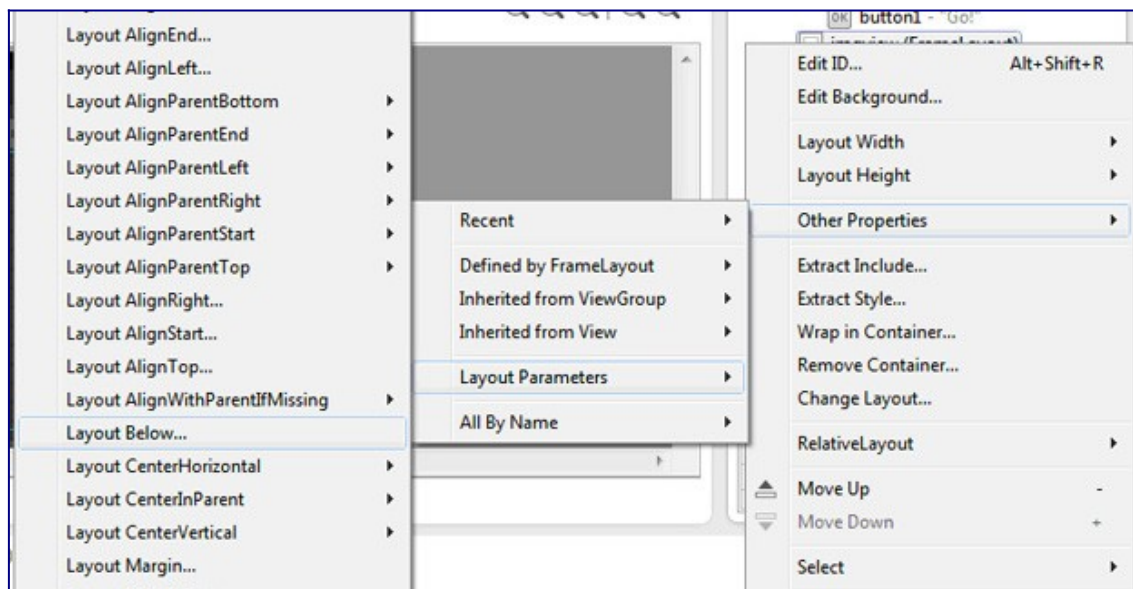 Layout AlignEnd...
Layout AlignLeft...
Layout AlignParentBottom
Layout AlignParentEnd
Layout AlignParentLeft
Layout AlignParentRight
Layout AlignParentStart
Layout AlignParentTop
Layout AlignRight...
Layout AlignStart...
Layout AlignTop...
Layout AlignWithParentIfMissing
Layout Below...
Layout CenterHorizontal
Layout CenterInParent
Layout CenterVertical
Layout Margin...
Recent
Defined by FrameLayout
Inherited from ViewGroup
Inherited from View
Layout Parameters
All By Name
OK button1 - "Go!"
Edit ID... Alt+Shift+R
Edit Background...
Layout Width
Layout Height
Other Properties
Extract Include...
Extract Style...
Wrap in Container...
Remove Container...
Change Layout...
RelativeLayout
Move Up -
Move Down +
Select